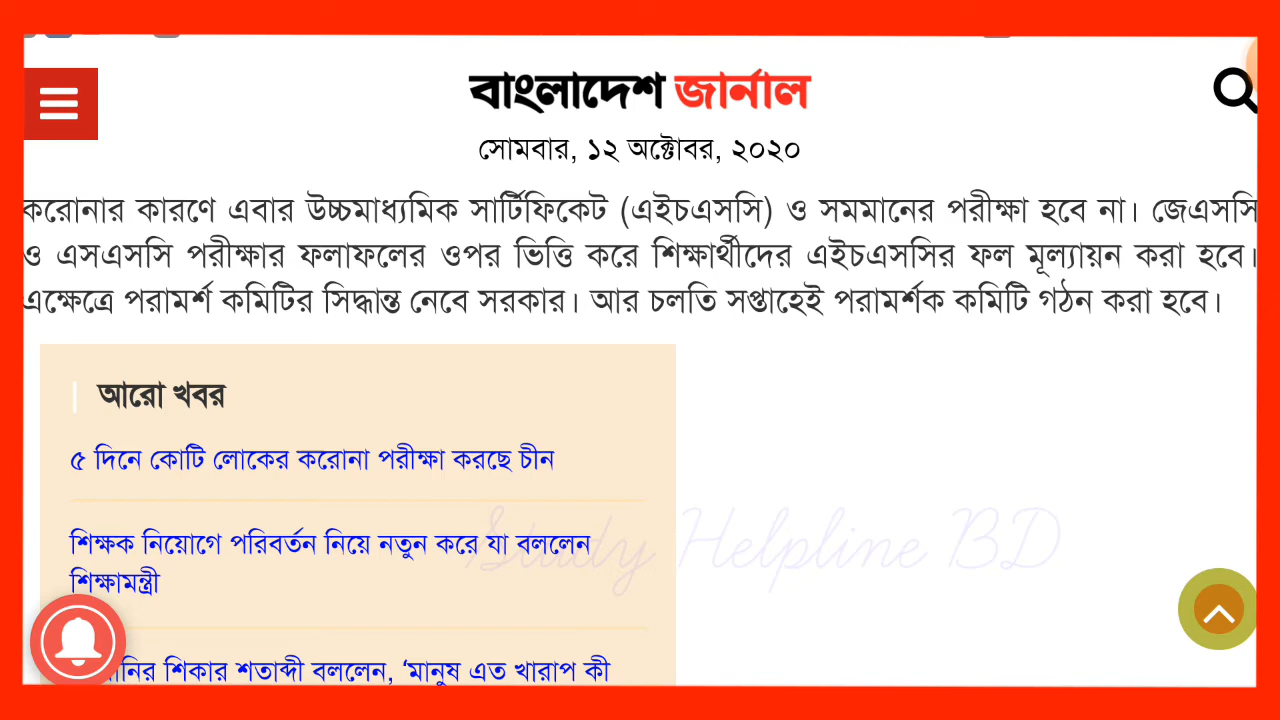 বাংলাদেশ জার্নাল
সোমবার, ১২ অক্টোবর, ২০২০
করোনার কারণে এবার উচ্চমাধ্যমিক সার্টিফিকেট (এইচএসসি) ও সমমানের পরীক্ষা হবে না। জেএসসি
ও এসএসসি পরীক্ষার ফলাফলের ওপর ভিত্তি করে শিক্ষার্থীদের এইচএসসির ফল মূল্যায়ন করা হবে।
এক্ষেত্রে পরামর্শ কমিটির সিদ্ধান্ত নেবে সরকার। আর চলতি সপ্তাহেই পরামর্শক কমিটি গঠন করা হবে।
আরো খবর
৫ দিনে কোটি লোকের করোনা পরীক্ষা করছে চীন
শিক্ষক নিয়োগে পরিবর্তন নিয়ে নতুন করে যা বললেন
শিক্ষামন্ত্রী
Study Helpline BD
শিকার শতাব্দী বললেন, ‘মানুষ এত খারাপ কী